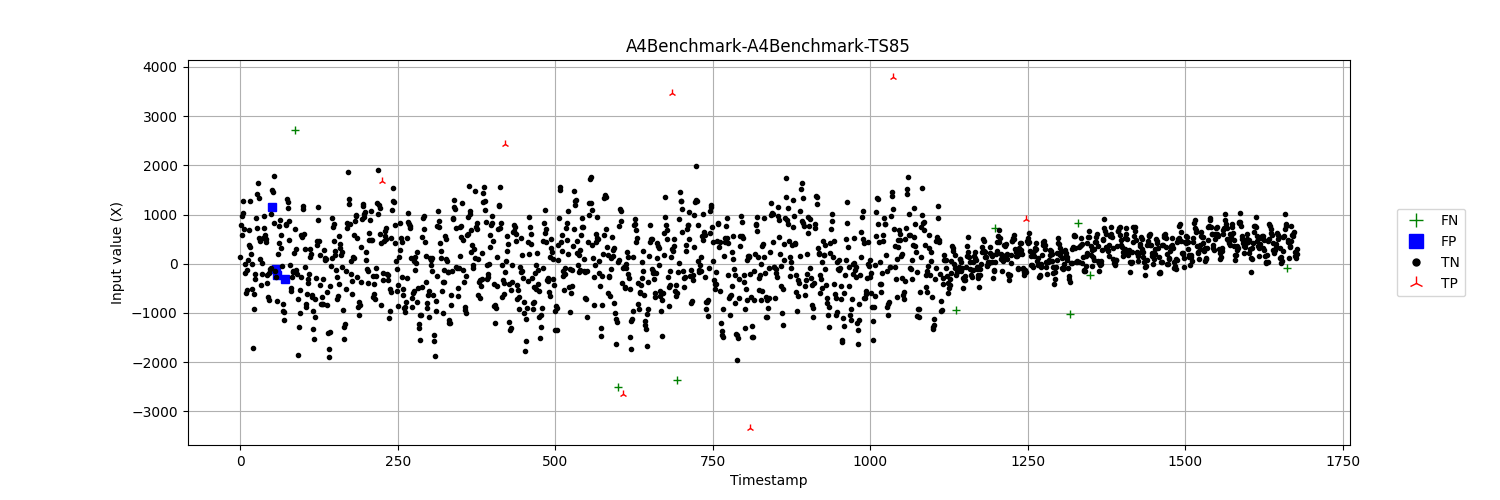 A4Benchmark-A4Benchmark-TS85
4000
3000
2000
1000
0
−1000
−2000
−3000
Input value (X)
0 250 500 750 1000 1250 1500 1750
Timestamp
FN
FP
TN
TP